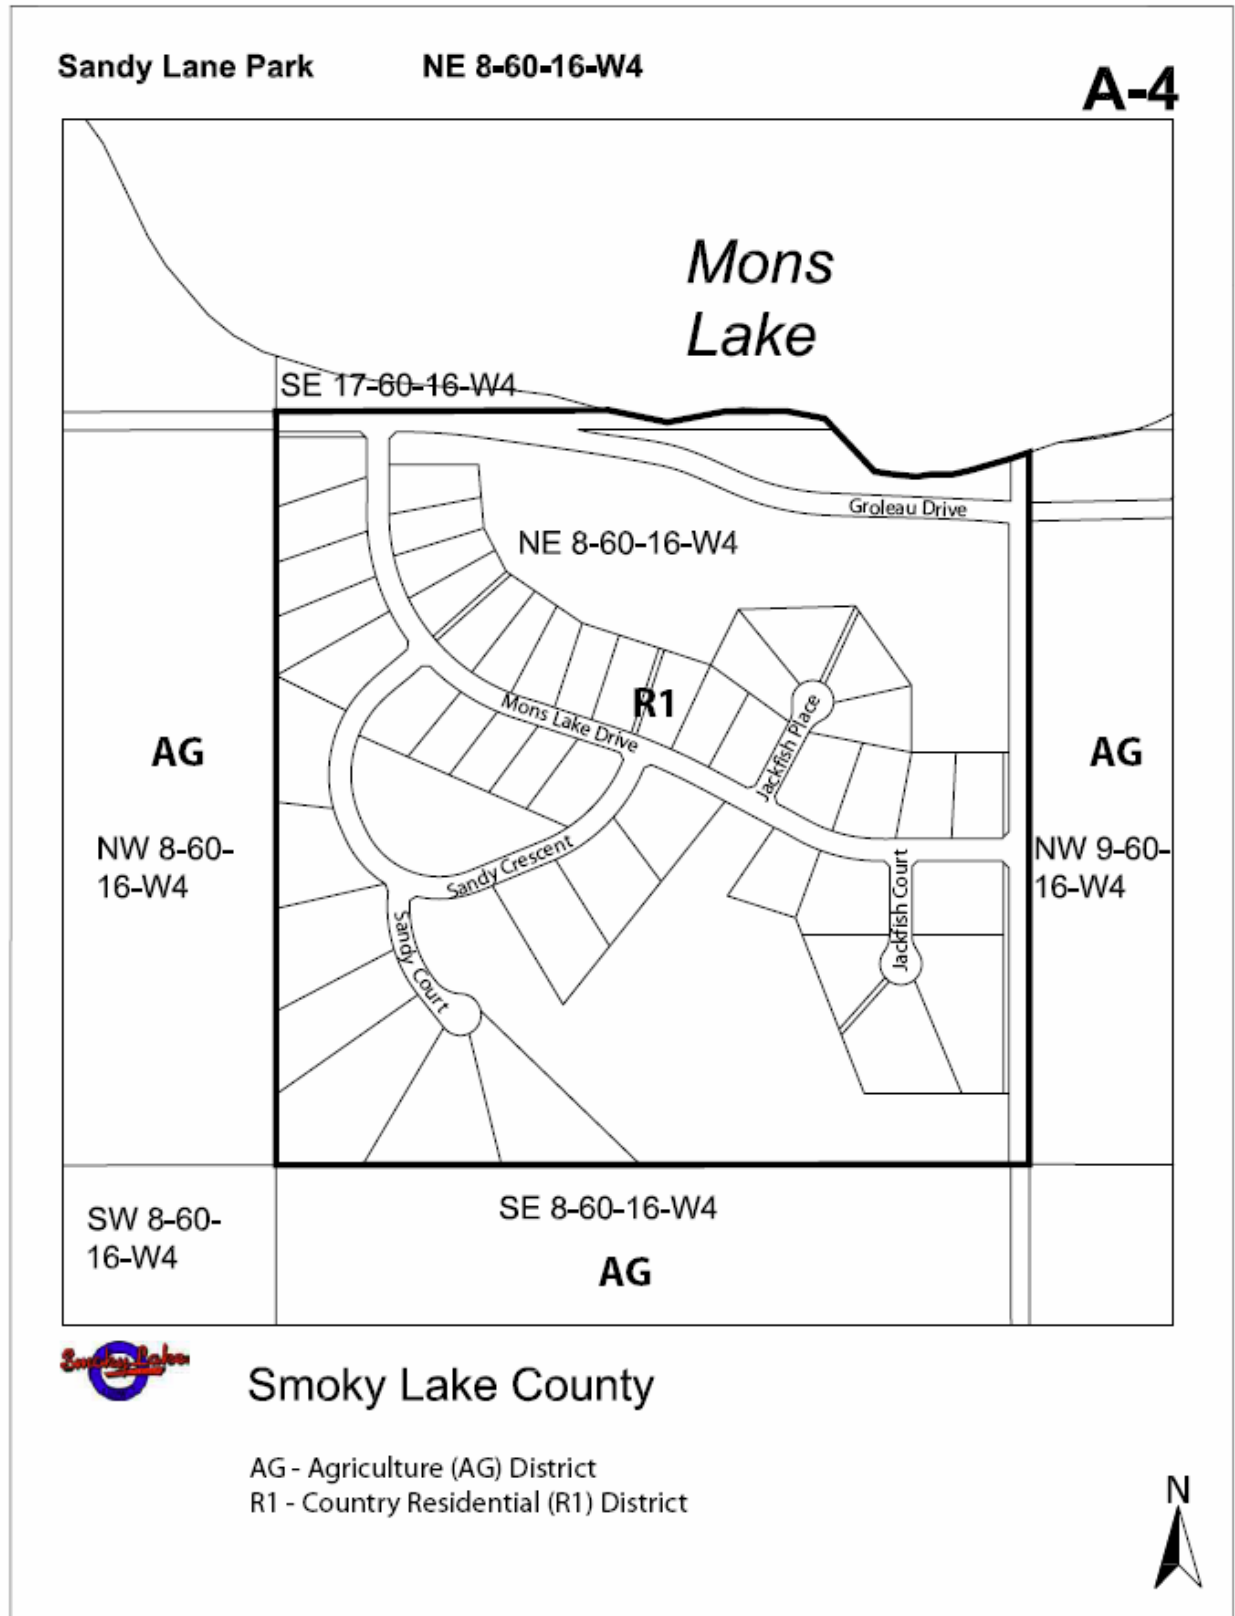 Sandy Lane Park NE 8-60-16-W4
A-4
Mons
Lake
SE 17-60-16-W4
Groleau Drive
NE 8-60-16-W4
R1
Mons Lake Drive
Jackfish Place
AG
AG
NW 8-60-
16-W4
NW 9-60-
16-W4
Sandy Crescent
Jackfish Court
Sandy Court
SW 8-60-
16-W4
SE 8-60-16-W4
AG
Smoky Lake
Smoky Lake County
AG - Agriculture (AG) District
R1 - Country Residential (R1) District
N